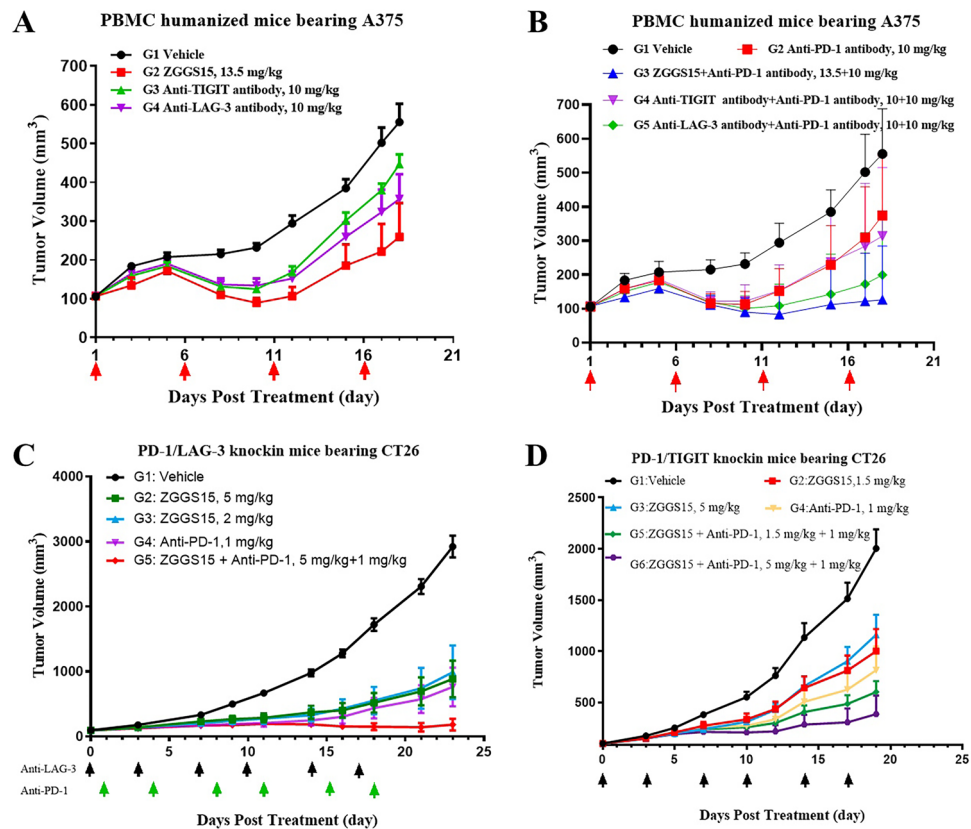 A
PBMC humanized mice bearing A375
G1 Vehicle
G2 ZGGS15, 13.5 mg/kg
G3 Anti-TIGIT antibody, 10 mg/kg
G4 Anti-LAG-3 antibody, 10 mg/kg
Tumor Volume (mm³)
700
600
500
400
300
200
100
0
1 6 11 16 21
Days Post Treatment (day)
B
PBMC humanized mice bearing A375
G1 Vehicle G2 Anti-PD-1 antibody, 10 mg/kg
G3 ZGGS15+Anti-PD-1 antibody, 13.5+10 mg/kg
G4 Anti-TIGIT antibody+Anti-PD-1 antibody, 10+10 mg/kg
G5 Anti-LAG-3 antibody+Anti-PD-1 antibody, 10+10 mg/kg
Tumor Volume (mm³)
700
600
500
400
300
200
100
0
1 6 11 16 21
Days Post Treatment (day)
C
PD-1/LAG-3 knockin mice bearing CT26
G1: Vehicle
G2: ZGGS15, 5 mg/kg
G3: ZGGS15, 2 mg/kg
G4: Anti-PD-1,1 mg/kg
G5: ZGGS15 + Anti-PD-1, 5 mg/kg+1 mg/kg
Tumor Volume (mm³)
4000
3000
2000
1000
0
0 5 10 15 20 25
Anti-LAG-3
Anti-PD-1
Days Post Treatment (day)
D
PD-1/TIGIT knockin mice bearing CT26
G1:Vehicle G2:ZGGS15,1.5 mg/kg
G3:ZGGS15, 5 mg/kg G4:Anti-PD-1, 1 mg/kg
G5:ZGGS15 + Anti-PD-1, 1.5 mg/kg + 1 mg/kg
G6:ZGGS15 + Anti-PD-1, 5 mg/kg + 1 mg/kg
Tumor Volume (mm³)
2500
2000
1500
1000
500
0 5 10 15 20 25
Days Post Treatment (day)